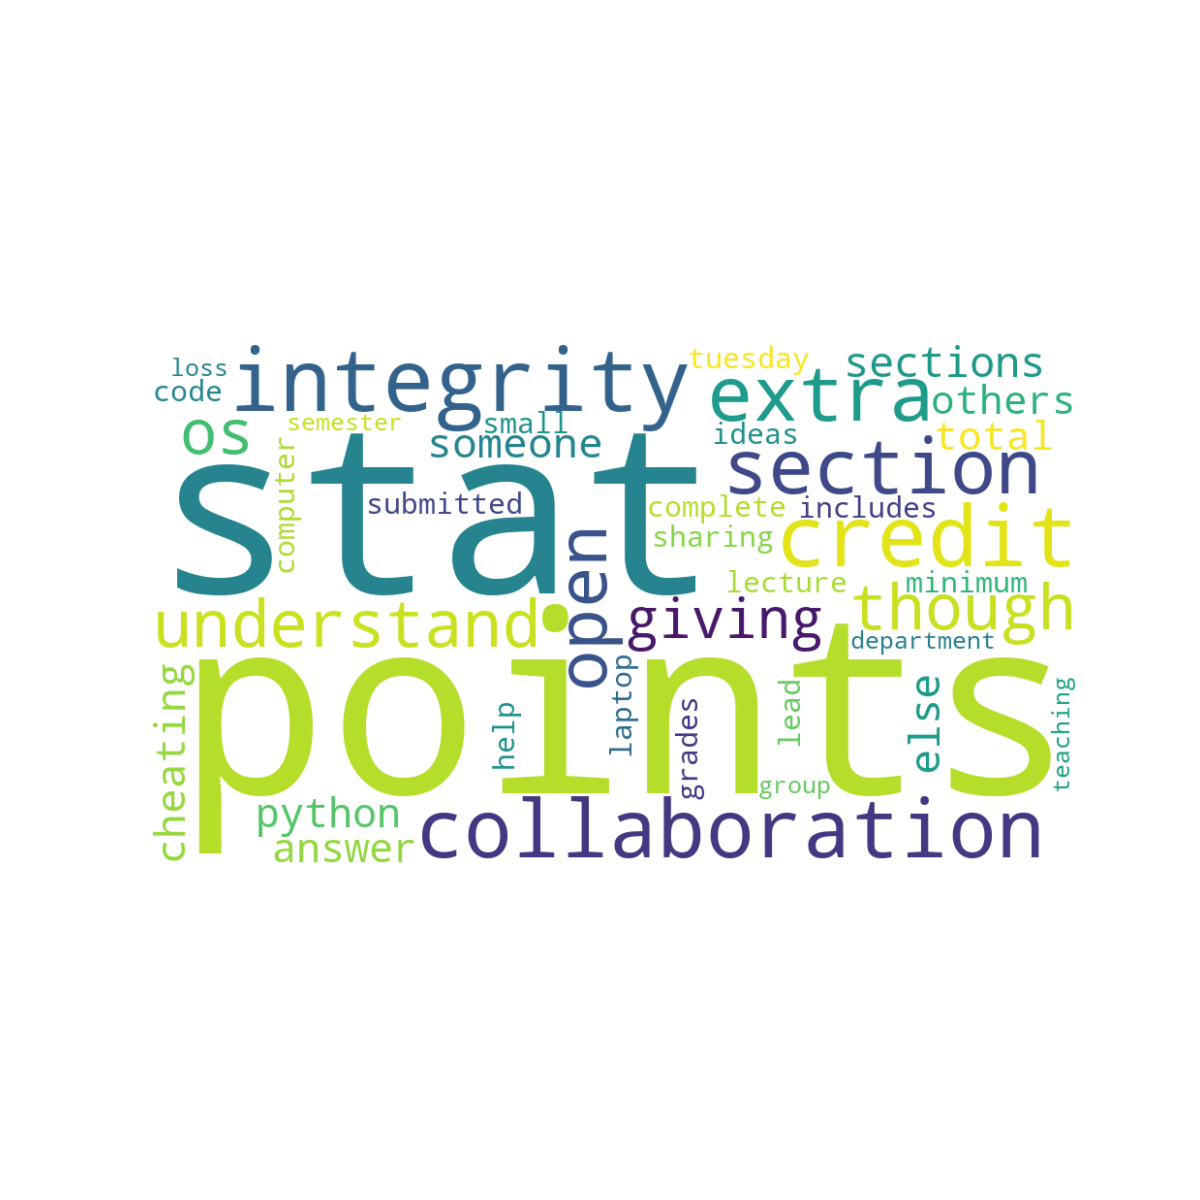 loss
code
integrity
tuesday
sections
extra
others
os
semester
small
someone
ideas
total
stat
computer
submitted
section
complete
includes
sharing
credit
open
understand
giving
lecture
minimum
though
department
points
cheating
help
laptop
grades
lead
else
teaching
group
python
answer
collaboration